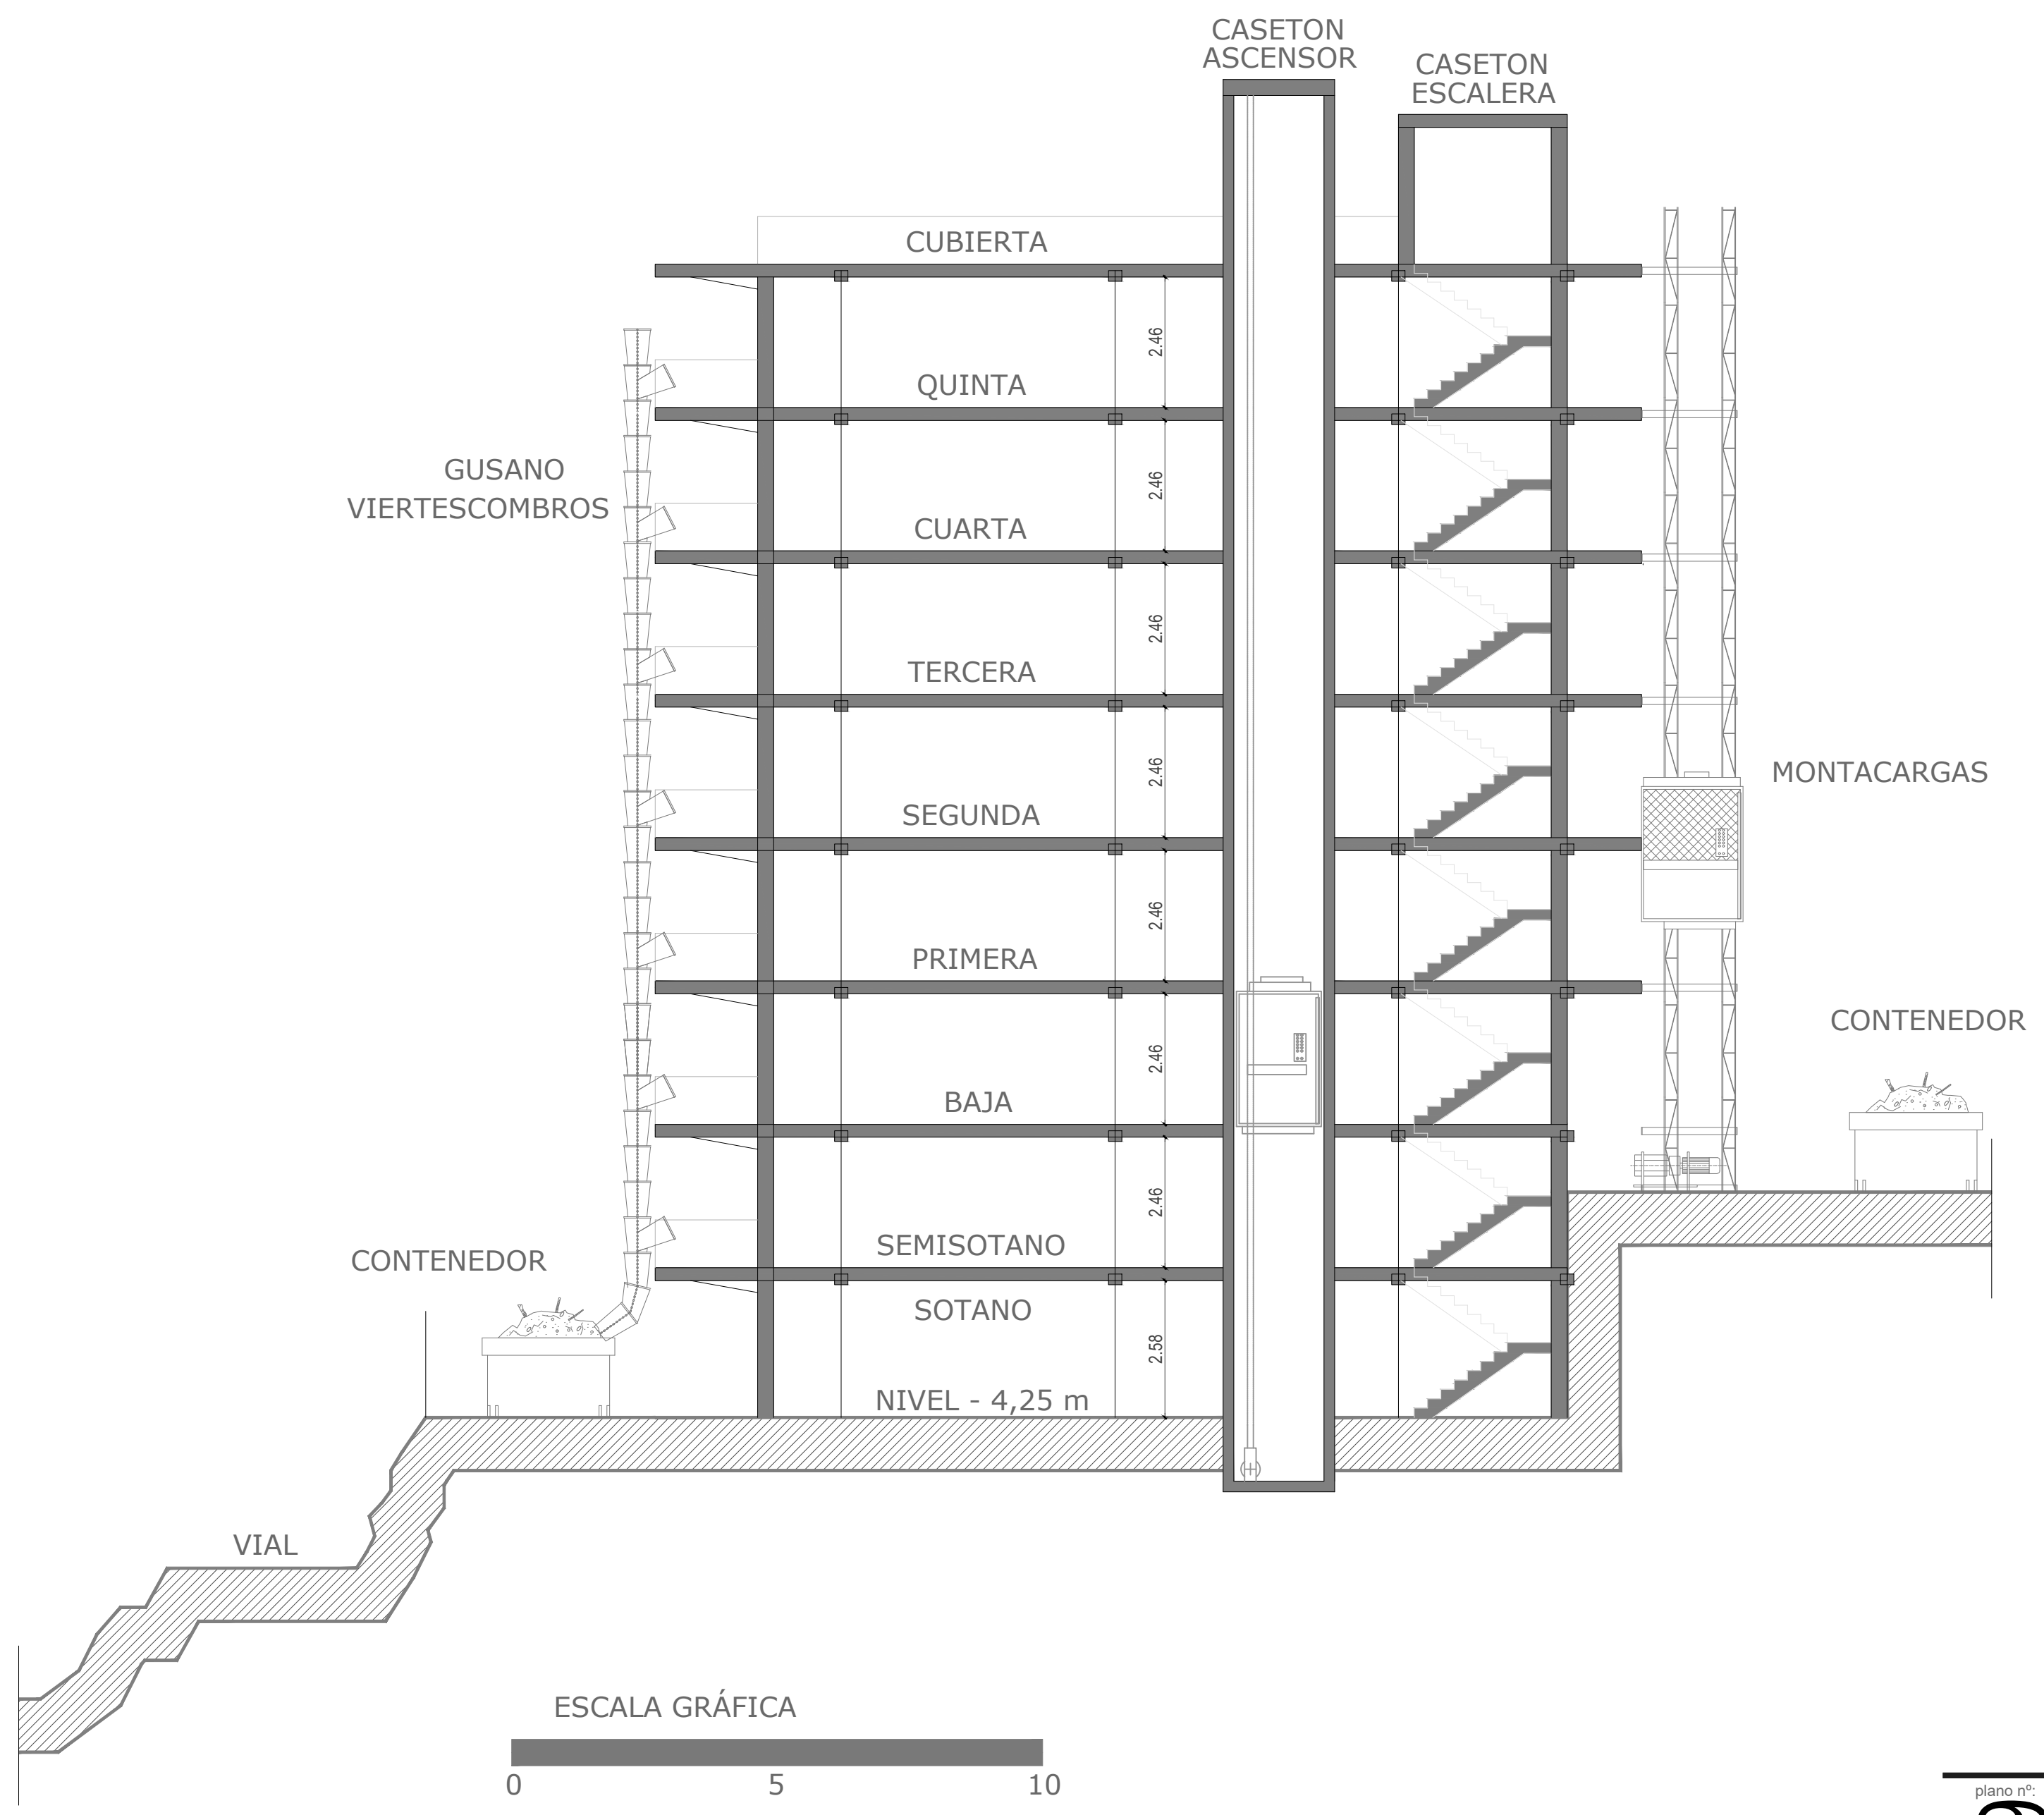 CASETON
ASCENSOR
CASETON
ESCALERA
CUBIERTA
2.46
QUINTA
GUSANO
VIERTESCOMBROS
2.46
CUARTA
2.46
TERCERA
2.46
MONTACARGAS
SEGUNDA
2.46
PRIMERA
CONTENEDOR
2.46
BAJA
2.46
SEMISOTANO
CONTENEDOR
SOTANO
2.58
NIVEL - 4,25 m
VIAL
ESCALA GRÁFICA
0 5 10
plano nº: